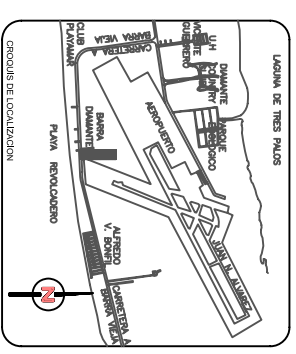 LAGUNA DE TRES PALOS
U.H
VICENTE
GUERRERO
DIAMANTE
COUNTRY
PARQUE
ECOLOGICO
CARRETERA A
BARRA VIEJA
AEROPUERTO
JUAN N. ALVAREZ
CLUB
PLAYAMAR
BARRA
DIAMANTE
ALFREDO
V. BONFIL
CARRETERA A
BARRA VIEJA
PLAYA REVOLCADERO
N
CROQUIS DE LOCALIZACION